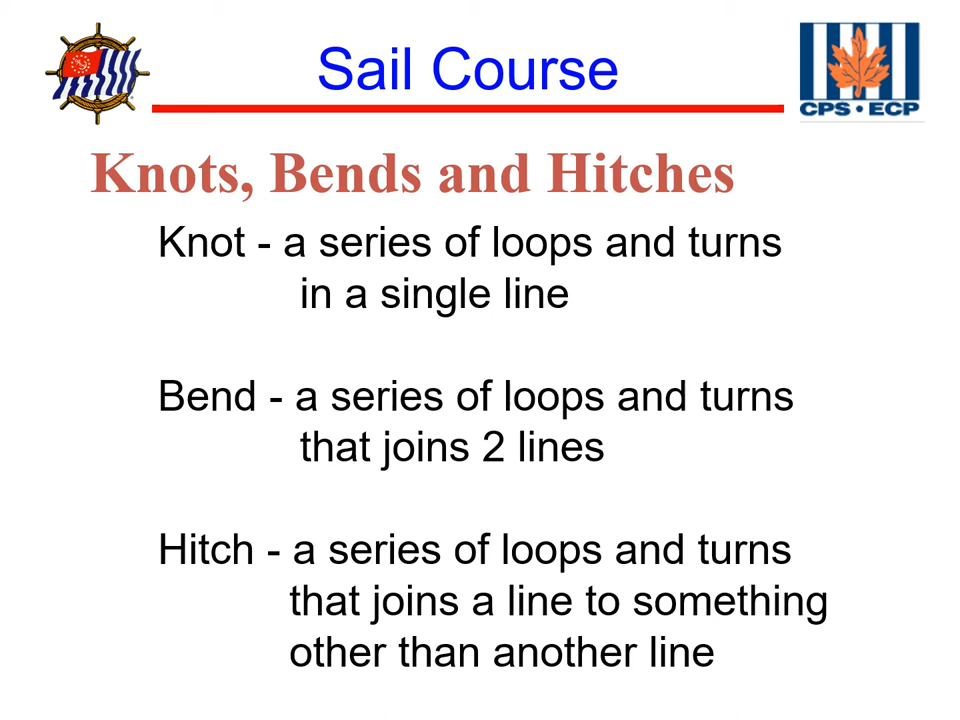 Sail Course
CPS • ECP
Knots, Bends and Hitches
Knot - a series of loops and turns
in a single line
Bend - a series of loops and turns
that joins 2 lines
Hitch - a series of loops and turns
that joins a line to something
other than another line